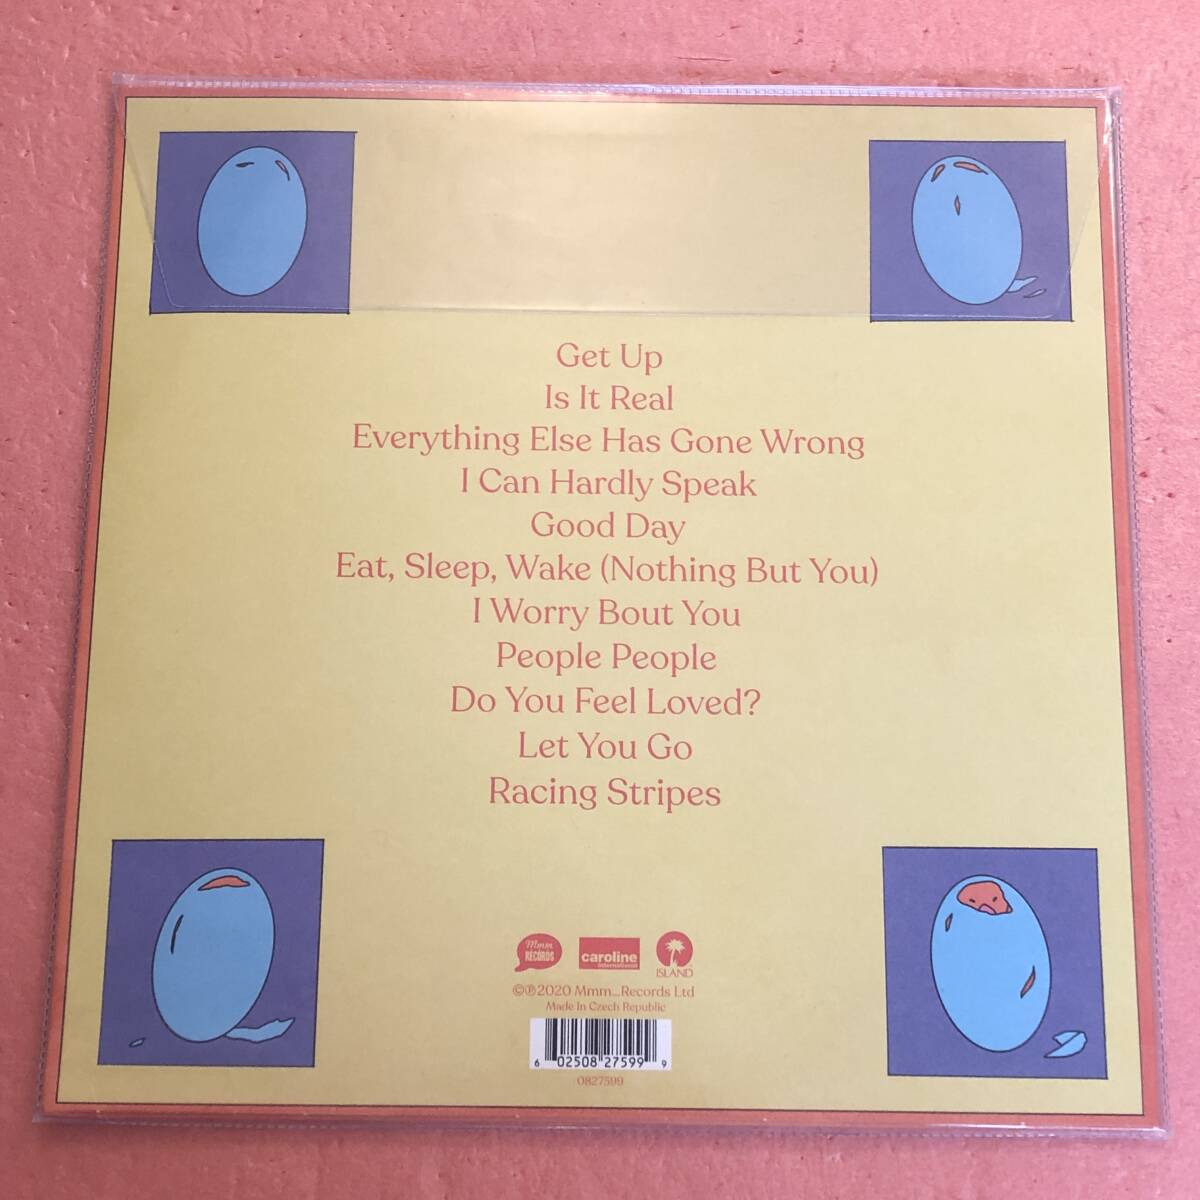 Get Up
Is It Real
Everything Else Has Gone Wrong
I Can Hardly Speak
Good Day
Eat, Sleep, Wake (Nothing But You)
I Worry Bout You
People People
Do You Feel Loved?
Let You Go
Racing Stripes
Mmm RECORDS
caroline international
ISLAND
©℗2020 Mmm...Records Ltd
Made In Czech Republic
6 02508 27599 9
0827599